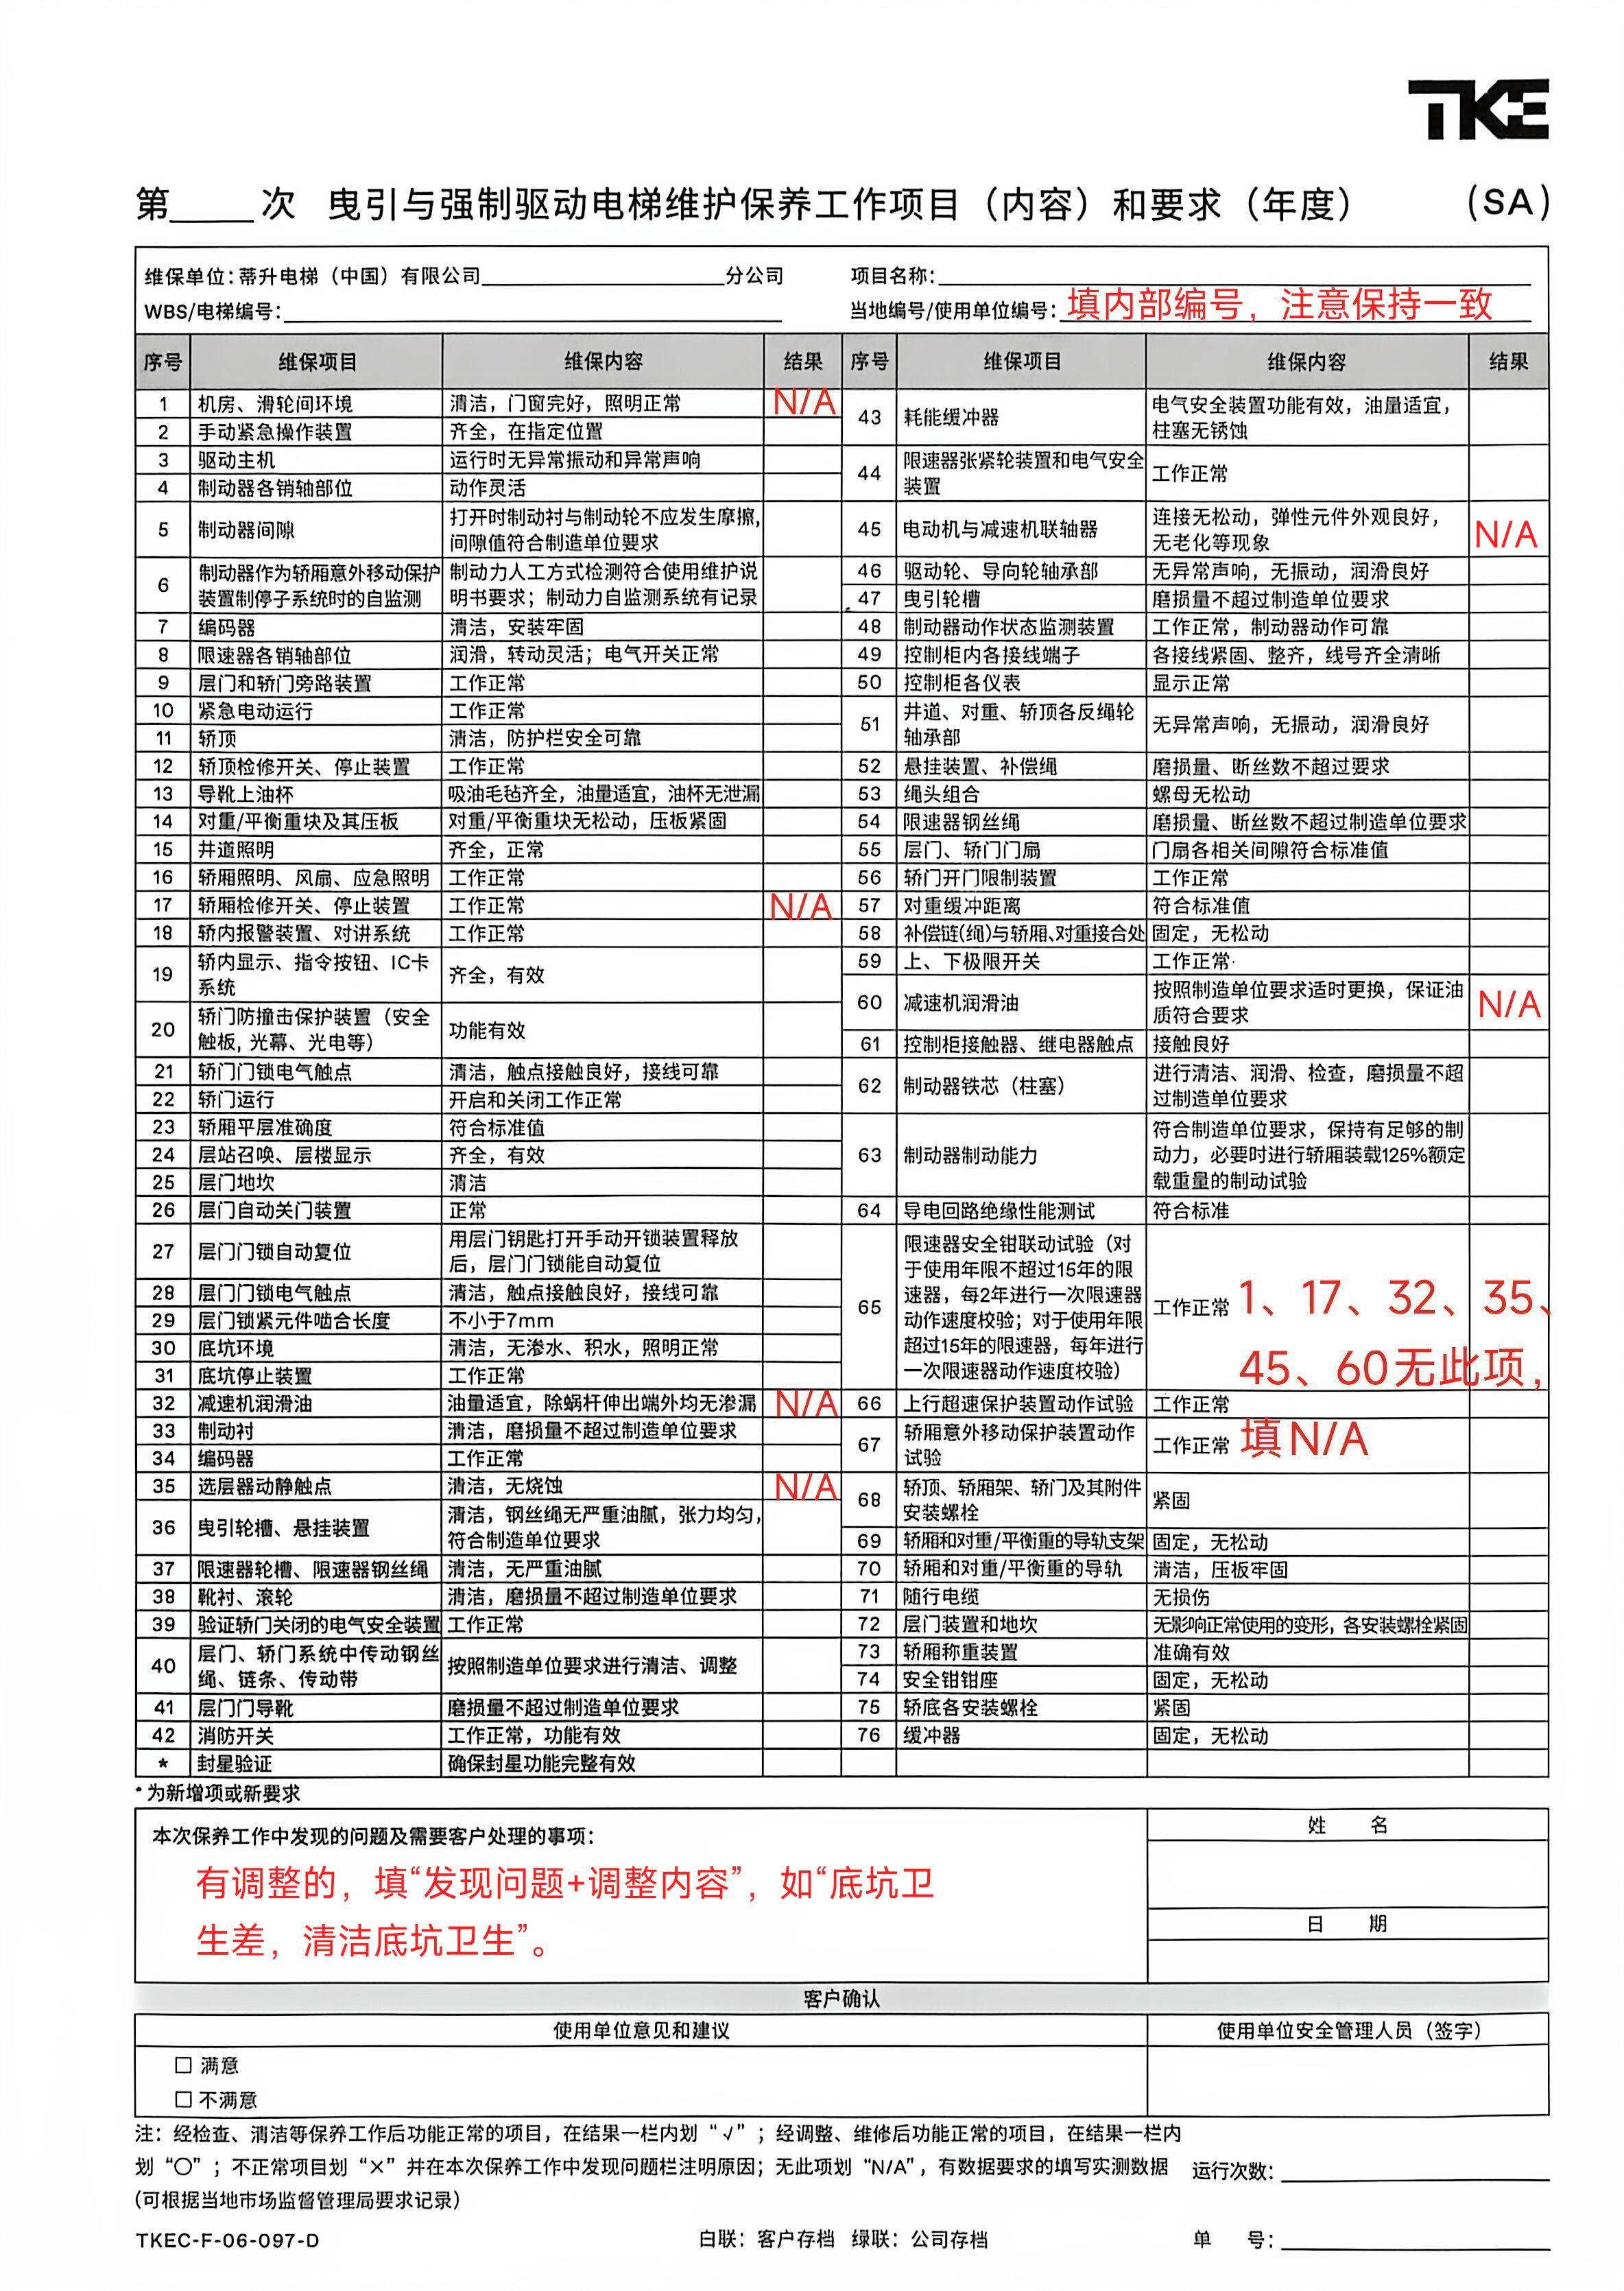 TKE
第____次 曳引与强制驱动电梯维护保养工作项目（内容）和要求（年度） （SA）
维保单位：蒂升电梯（中国）有限公司____________分公司 项目名称：
WBS/电梯编号： 当地编号/使用单位编号：填内部编号，注意保持一致
序号 维保项目 维保内容 结果 序号 维保项目 维保内容 结果
1 机房、滑轮间环境 清洁，门窗完好，照明正常 N/A
2 手动紧急操作装置 齐全，在指定位置
3 驱动主机 运行时无异常振动和异常声响
4 制动器各销轴部位 动作灵活
5 制动器间隙 打开时制动衬与制动轮不应发生摩擦，
间隙值符合制造单位要求
6 制动器作为轿厢意外移动保护 制动力人工方式检测符合使用维护说
装置制停子系统时的自监测 明书要求；制动力自监测系统有记录
7 编码器 清洁，安装牢固
8 限速器各销轴部位 润滑，转动灵活；电气开关正常
9 层门和轿门旁路装置 工作正常
10 紧急电动运行 工作正常
11 轿顶 清洁，防护栏安全可靠
12 轿顶检修开关、停止装置 工作正常
13 导靴上油杯 吸油毛毡齐全，油量适宜，油杯无泄漏
14 对重/平衡重块及其压板 对重/平衡重块无松动，压板紧固
15 井道照明 齐全，正常
16 轿厢照明、风扇、应急照明 工作正常
17 轿厢检修开关、停止装置 工作正常 N/A
18 轿内报警装置、对讲系统 工作正常
19 轿内显示、指令按钮、IC卡
系统 齐全，有效
20 轿门防撞击保护装置（安全
触板，光幕、光电等） 功能有效
21 轿门门锁电气触点 清洁，触点接触良好，接线可靠
22 轿门运行 开启和关闭工作正常
23 轿厢平层准确度 符合标准值
24 层站召唤、层楼显示 齐全，有效
25 层门地坎 清洁
26 层门自动关门装置 正常
27 层门门锁自动复位 用层门钥匙打开手动开锁装置释放
后，层门门锁能自动复位
28 层门门锁电气触点 清洁，触点接触良好，接线可靠
29 层门锁紧元件啮合长度 不小于7mm
30 底坑环境 清洁，无渗水、积水，照明正常
31 底坑停止装置 工作正常
32 减速机润滑油 油量适宜，除蜗杆伸出端外均无渗漏 N/A
33 制动衬 清洁，磨损量不超过制造单位要求
34 编码器 工作正常
35 选层器动静触点 清洁，无烧蚀 N/A
36 曳引轮槽、悬挂装置 清洁，钢丝绳无严重油腻，张力均匀，
符合制造单位要求
37 限速器轮槽、限速器钢丝绳 清洁，无严重油腻
38 靴衬、滚轮 清洁，磨损量不超过制造单位要求
39 验证轿门关闭的电气安全装置 工作正常
40 层门、轿门系统中传动钢丝
绳、链条、传动带 按照制造单位要求进行清洁、调整
41 层门门导靴 磨损量不超过制造单位要求
42 消防开关 工作正常，功能有效
* 封星验证 确保封星功能完整有效
43 耗能缓冲器 电气安全装置功能有效，油量适宜，
柱塞无锈蚀
44 限速器张紧轮装置和电气安全
装置 工作正常
45 电动机与减速机联轴器 连接无松动，弹性元件外观良好，
无老化等现象 N/A
46 驱动轮、导向轮轴承部 无异常声响，无振动，润滑良好
47 曳引轮槽 磨损量不超过制造单位要求
48 制动器动作状态监测装置 工作正常，制动器动作可靠
49 控制柜内各接线端子 各接线紧固、整齐，线号齐全清晰
50 控制柜各仪表 显示正常
51 井道、对重、轿顶各反绳轮
轴承部 无异常声响，无振动，润滑良好
52 悬挂装置、补偿绳 磨损量、断丝数不超过要求
53 绳头组合 螺母无松动
54 限速器钢丝绳 磨损量、断丝数不超过制造单位要求
55 层门、轿门门扇 门扇各相关间隙符合标准值
56 轿门开门限制装置 工作正常
57 对重缓冲距离 符合标准值
58 补偿链(绳)与轿厢、对重接合处 固定，无松动
59 上、下极限开关 工作正常
60 减速机润滑油 按照制造单位要求适时更换，保证油
质符合要求 N/A
61 控制柜接触器、继电器触点 接触良好
62 制动器铁芯（柱塞） 进行清洁、润滑、检查，磨损量不超
过制造单位要求
63 制动器制动能力 符合制造单位要求，保持有足够的制
动力，必要时进行轿厢装载125%额定
载重量的制动试验
64 导电回路绝缘性能测试 符合标准
65 限速器安全钳联动试验（对
于使用年限不超过15年的限
速器，每2年进行一次限速器
动作速度校验；对于使用年限
超过15年的限速器，每年进行
一次限速器动作速度校验） 工作正常
1、17、32、35、
45、60无此项，
填N/A
66 上行超速保护装置动作试验 工作正常
67 轿厢意外移动保护装置动作
试验 工作正常
68 轿顶、轿厢架、轿门及其附件
安装螺栓 紧固
69 轿厢和对重/平衡重的导轨支架 固定，无松动
70 轿厢和对重/平衡重的导轨 清洁，压板牢固
71 随行电缆 无损伤
72 层门装置和地坎 无影响正常使用的变形，各安装螺栓紧固
73 轿厢称重装置 准确有效
74 安全钳钳座 固定，无松动
75 轿底各安装螺栓 紧固
76 缓冲器 固定，无松动
*为新增项或新要求
本次保养工作中发现的问题及需要客户处理的事项：
有调整的，填“发现问题+调整内容”，如“底坑卫
生差，清洁底坑卫生”。
姓 名
日 期
客户确认
使用单位意见和建议 使用单位安全管理人员（签字）
□ 满意
□ 不满意
注：经检查、清洁等保养工作后功能正常的项目，在结果一栏内划“√”；经调整、维修后功能正常的项目，在结果一栏内
划“○”；不正常项目划“×”并在本次保养工作中发现问题栏注明原因；无此项划“N/A”，有数据要求的填写实测数据
（可根据当地市场监督管理局要求记录）
运行次数：
TKEC-F-06-097-D 白联：客户存档 绿联：公司存档 单 号：